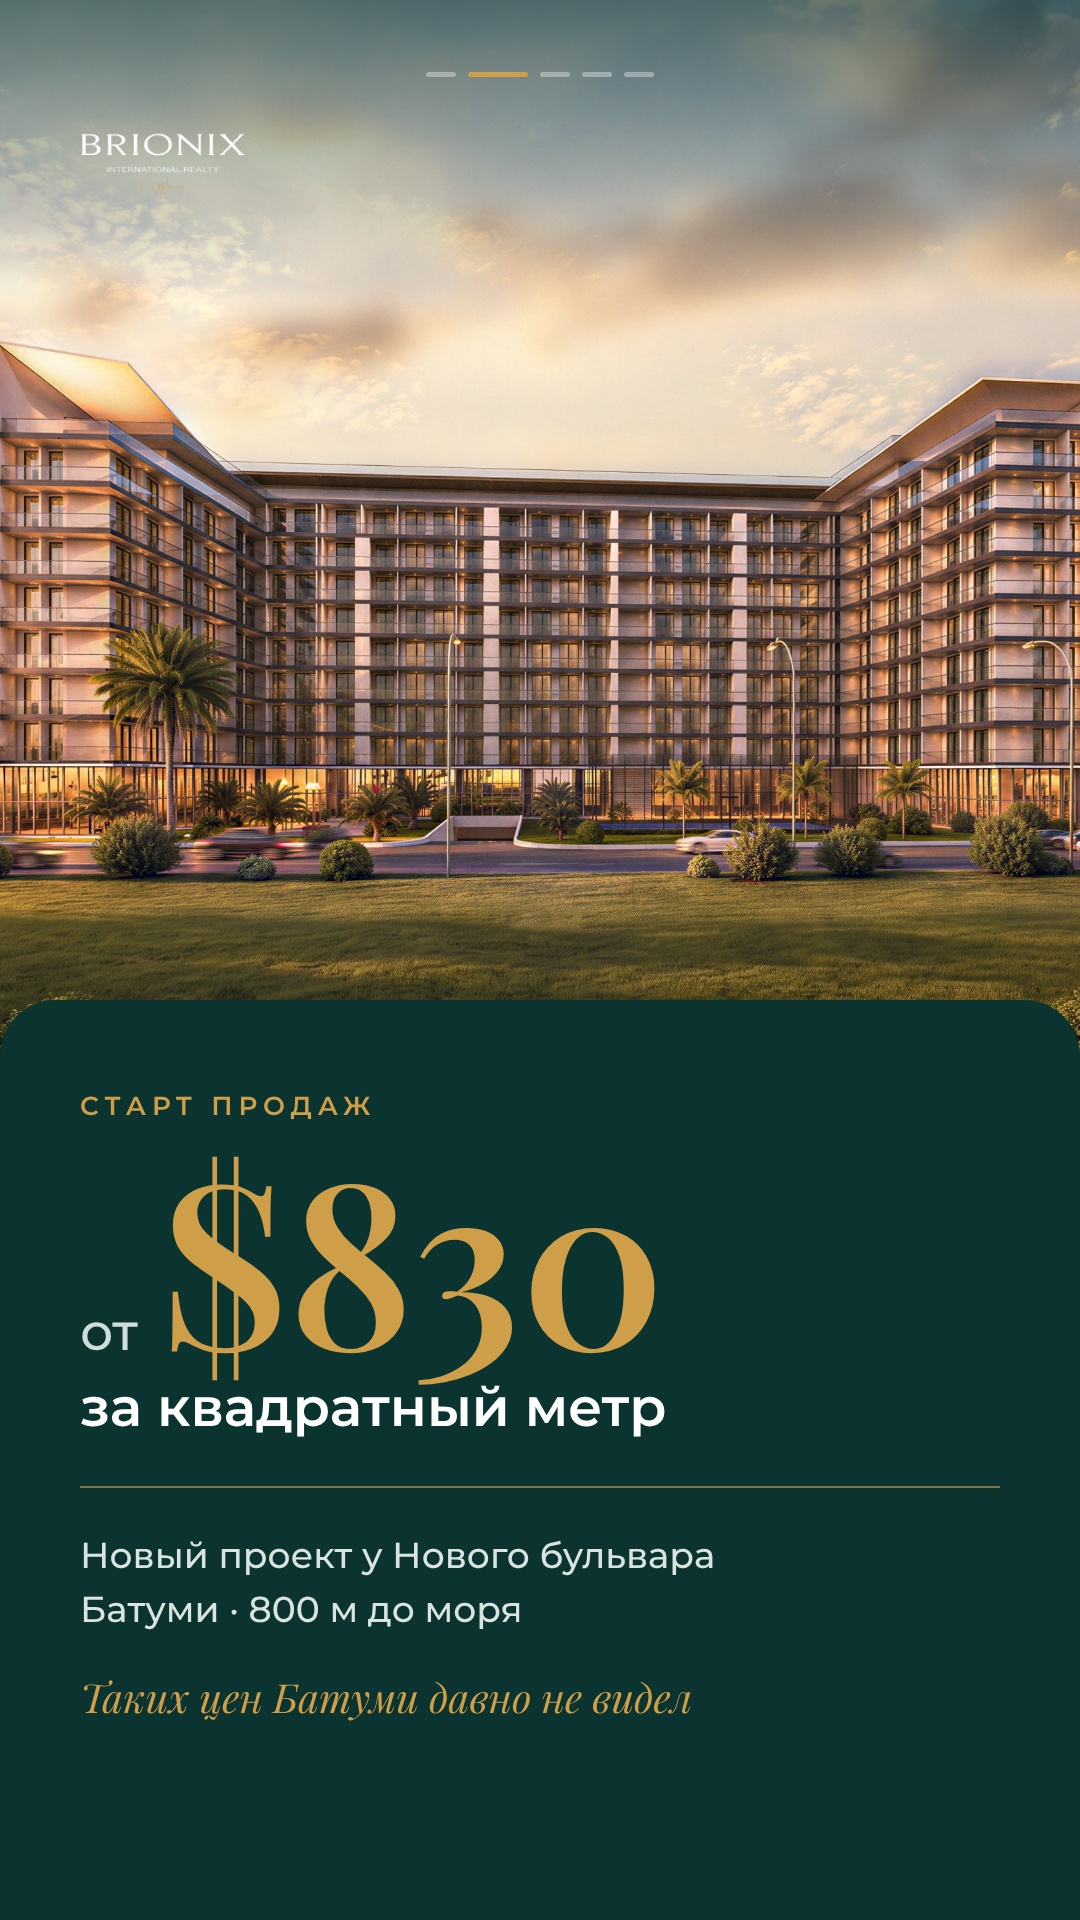 BRIONIX
INTERNATIONAL REALTY
СТАРТ ПРОДАЖ
от $830
за квадратный метр
Новый проект у Нового бульвара
Батуми · 800 м до моря
Таких цен Батуми давно не видел